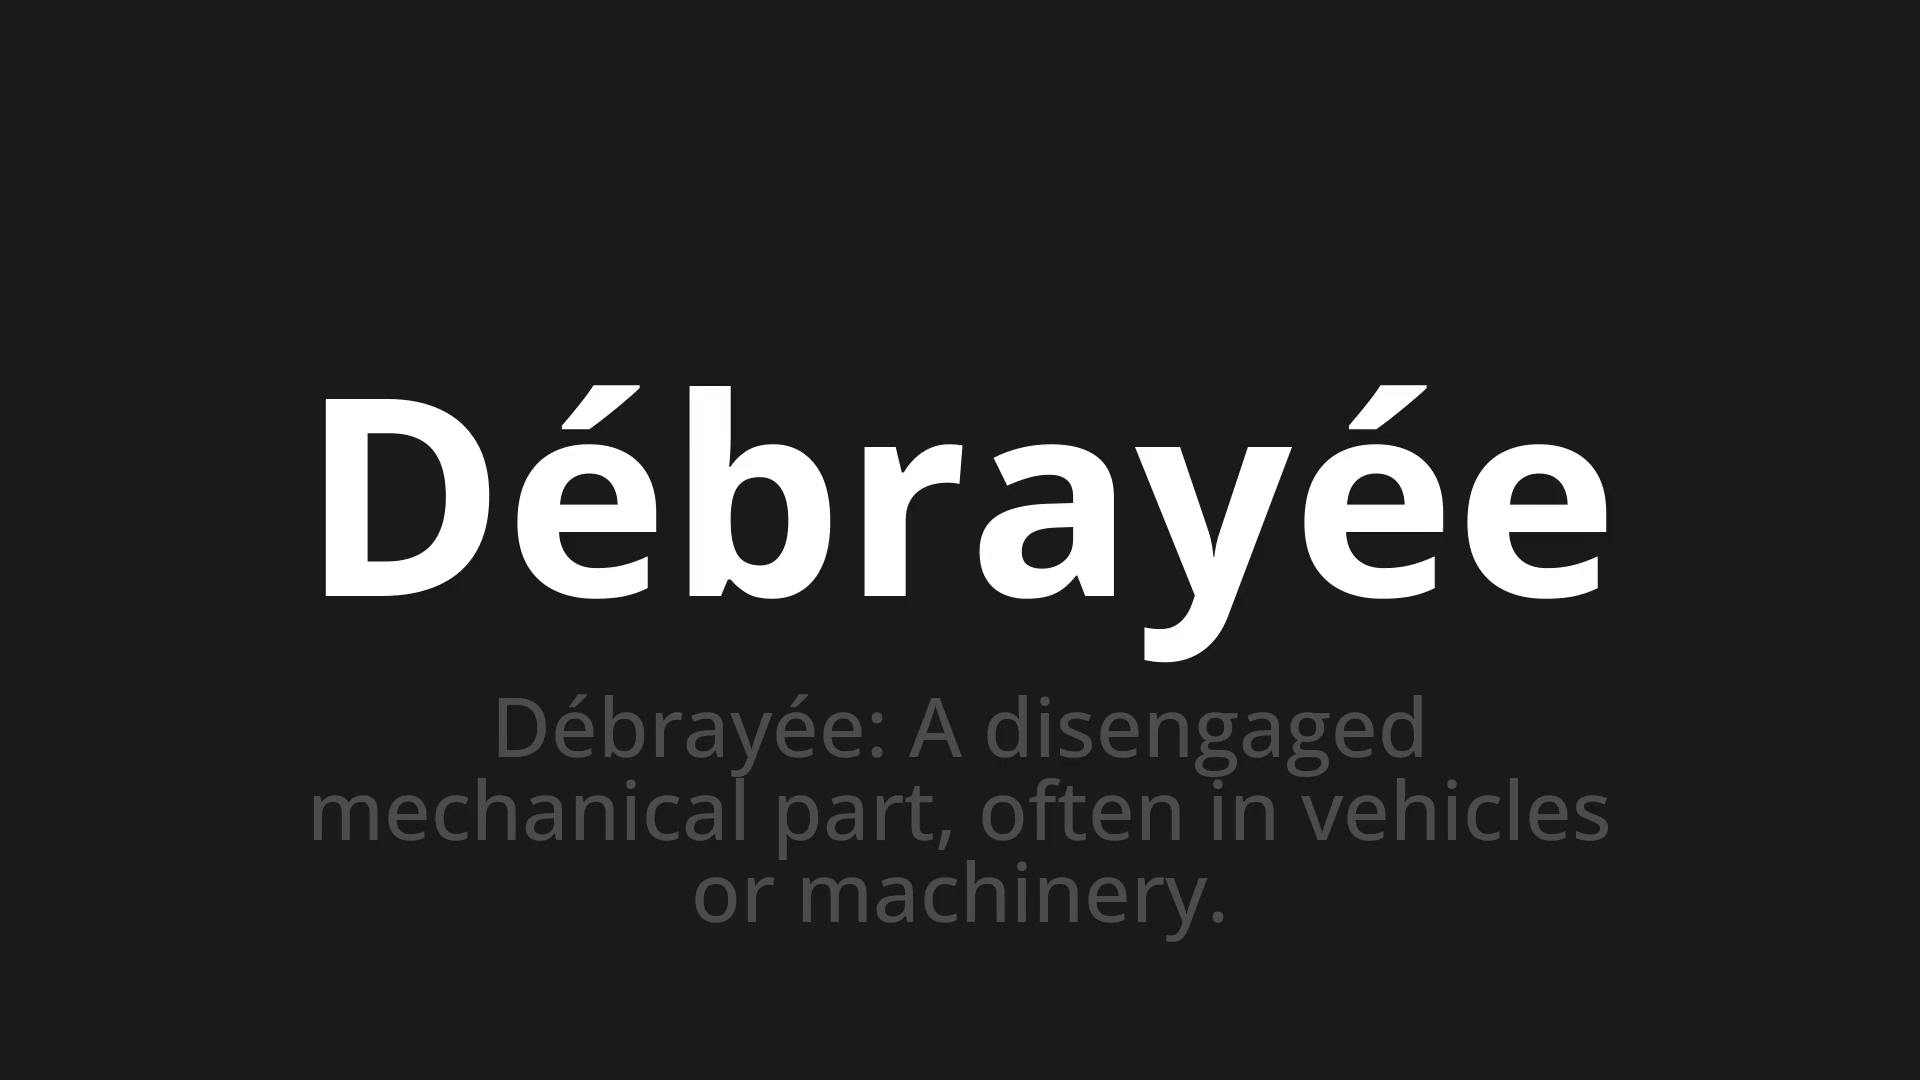 Débrayée
Débrayée: A disengaged
mechanical part, often in vehicles
or machinery.